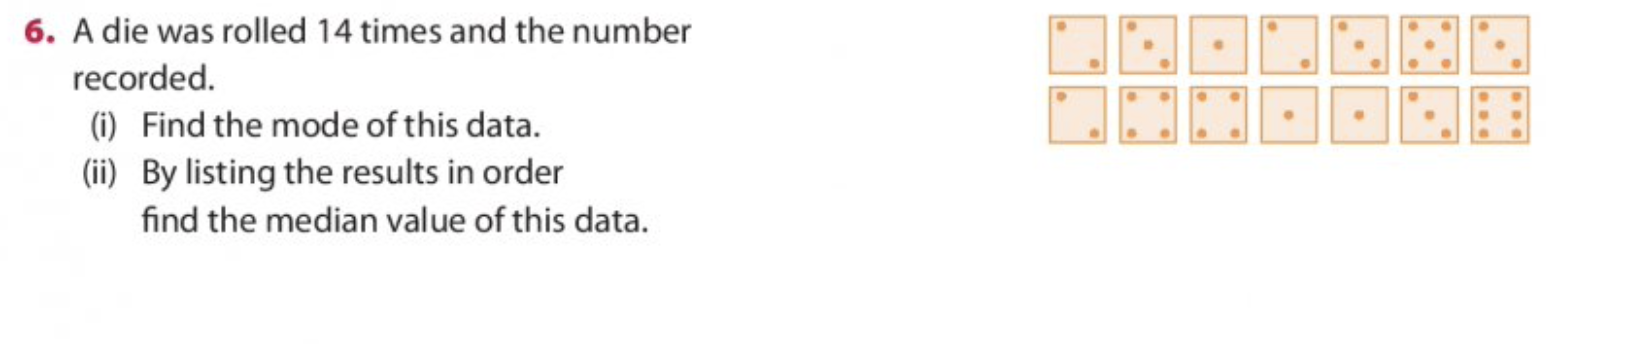 6. A die was rolled 14 times and the number
recorded.
(i) Find the mode of this data.
(ii) By listing the results in order
find the median value of this data.